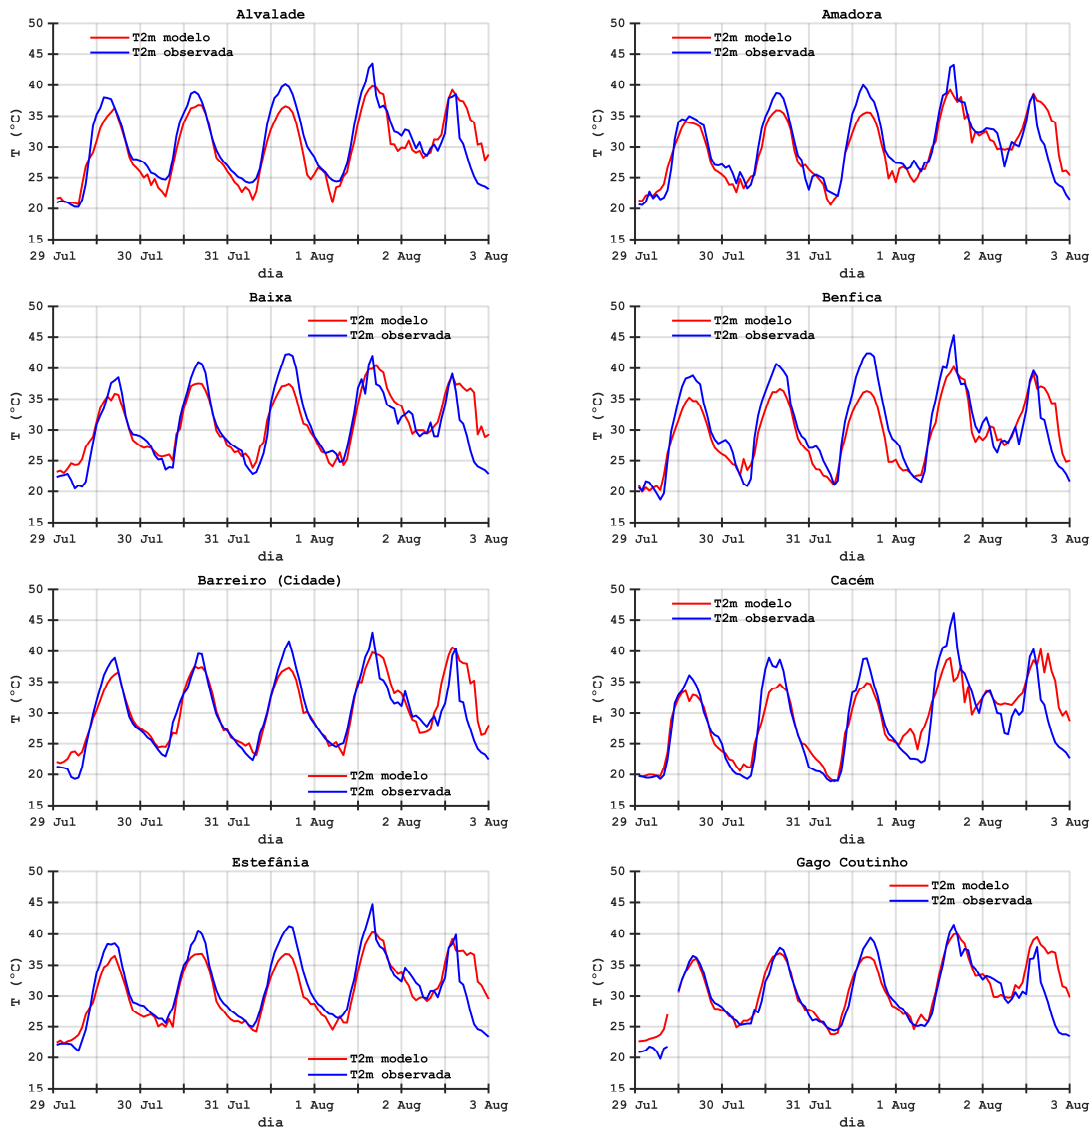 Alvalade
50
45
40
35
30
25
20
15
T (°C)
T2m modelo
T2m observada
29 Jul 30 Jul 31 Jul 1 Aug 2 Aug 3 Aug
dia
Amadora
50
45
40
35
30
25
20
15
T (°C)
T2m modelo
T2m observada
29 Jul 30 Jul 31 Jul 1 Aug 2 Aug 3 Aug
dia
Baixa
50
45
40
35
30
25
20
15
T (°C)
T2m modelo
T2m observada
29 Jul 30 Jul 31 Jul 1 Aug 2 Aug 3 Aug
dia
Benfica
50
45
40
35
30
25
20
15
T (°C)
T2m modelo
T2m observada
29 Jul 30 Jul 31 Jul 1 Aug 2 Aug 3 Aug
dia
Barreiro (Cidade)
50
45
40
35
30
25
20
15
T (°C)
T2m modelo
T2m observada
29 Jul 30 Jul 31 Jul 1 Aug 2 Aug 3 Aug
dia
Cacém
50
45
40
35
30
25
20
15
T (°C)
T2m modelo
T2m observada
29 Jul 30 Jul 31 Jul 1 Aug 2 Aug 3 Aug
dia
Estefânia
50
45
40
35
30
25
20
15
T (°C)
T2m modelo
T2m observada
29 Jul 30 Jul 31 Jul 1 Aug 2 Aug 3 Aug
dia
Gago Coutinho
50
45
40
35
30
25
20
15
T (°C)
T2m modelo
T2m observada
29 Jul 30 Jul 31 Jul 1 Aug 2 Aug 3 Aug
dia